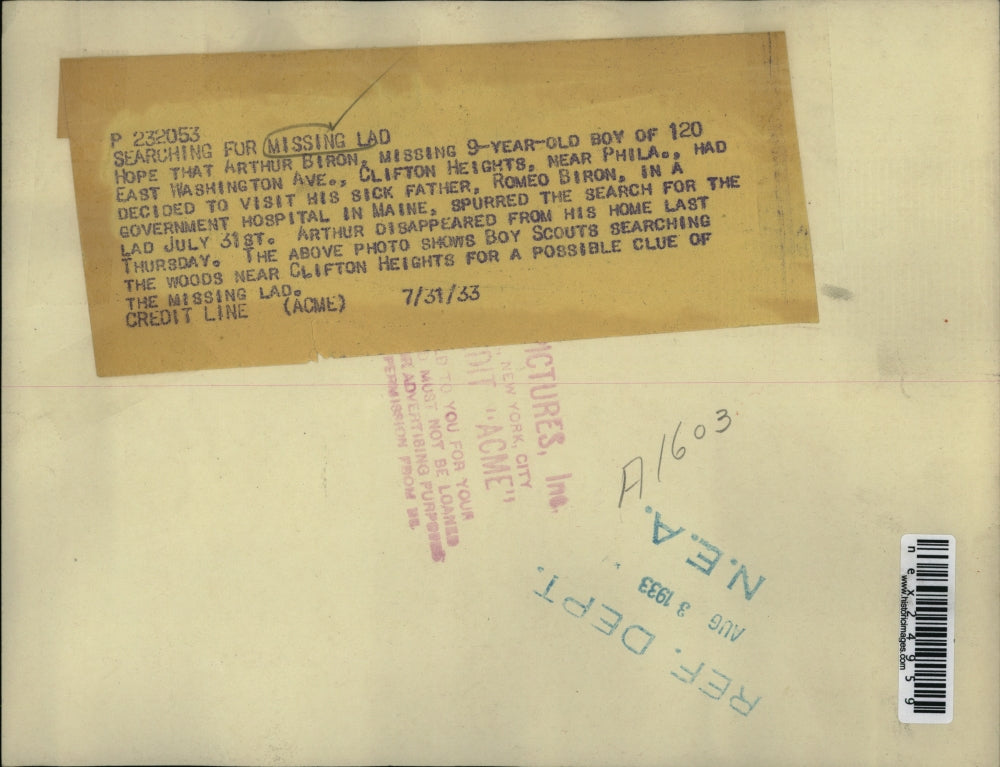 P 232053
SEARCHING FOR MISSING LAD
HOPE THAT ARTHUR BIRON, MISSING 9-YEAR-OLD BOY OF 120
EAST WASHINGTON AVE., CLIFTON HEIGHTS, NEAR PHILA., HAD
DECIDED TO VISIT HIS SICK FATHER, ROMEO BIRON, IN A
GOVERNMENT HOSPITAL IN MAINE, SPURRED THE SEARCH FOR THE
LAD JULY 31ST. ARTHUR DISAPPEARED FROM HIS HOME LAST
THURSDAY. THE ABOVE PHOTO SHOWS BOY SCOUTS SEARCHING
THE WOODS NEAR CLIFTON HEIGHTS FOR A POSSIBLE CLUE OF
THE MISSING LAD.
CREDIT LINE (ACME) 7/31/33
ICTURES, Inc.
NEW YORK, CITY
DIT "ACME"
D TO YOU FOR YOUR
MUST NOT BE LOANED
R ADVERTISING PURPOSES
PERMISSION FROM US.
A1603
N.E.A.
AUG 3 1933
REF. DEPT.
nex24959
www.historicimages.com